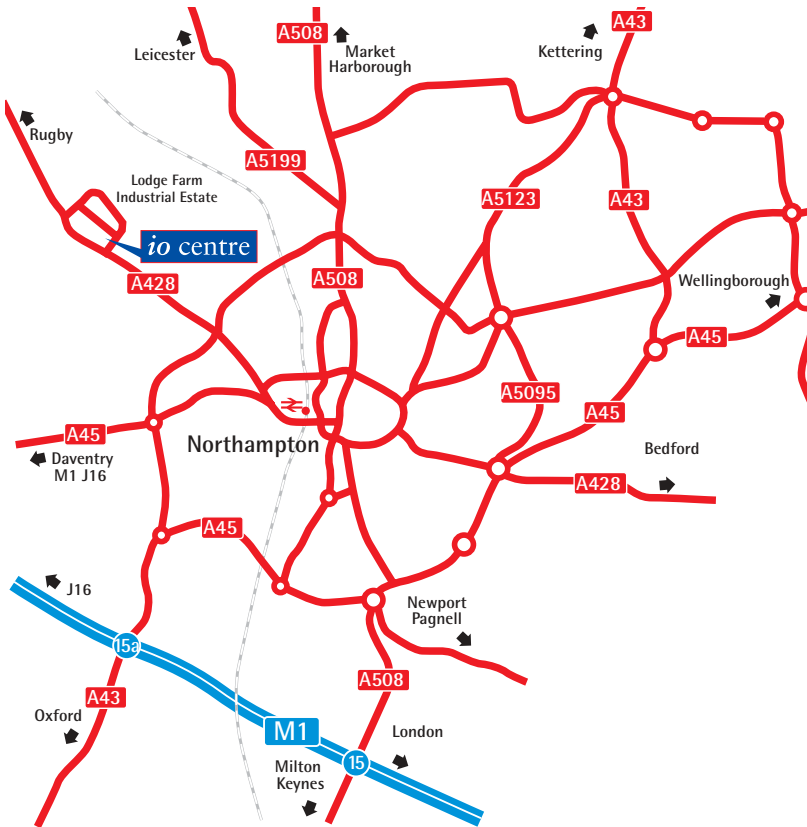 A508
A43
Leicester
Market
Harborough
Kettering
Rugby
A5199
Lodge Farm
Industrial Estate
A5123
A43
io centre
A428
A508
Wellingborough
A45
A5095
A45
A45
Northampton
Daventry
M1 J16
Bedford
A428
A45
J16
Newport
Pagnell
15a
A508
A43
Oxford
M1
London
15
Milton
Keynes